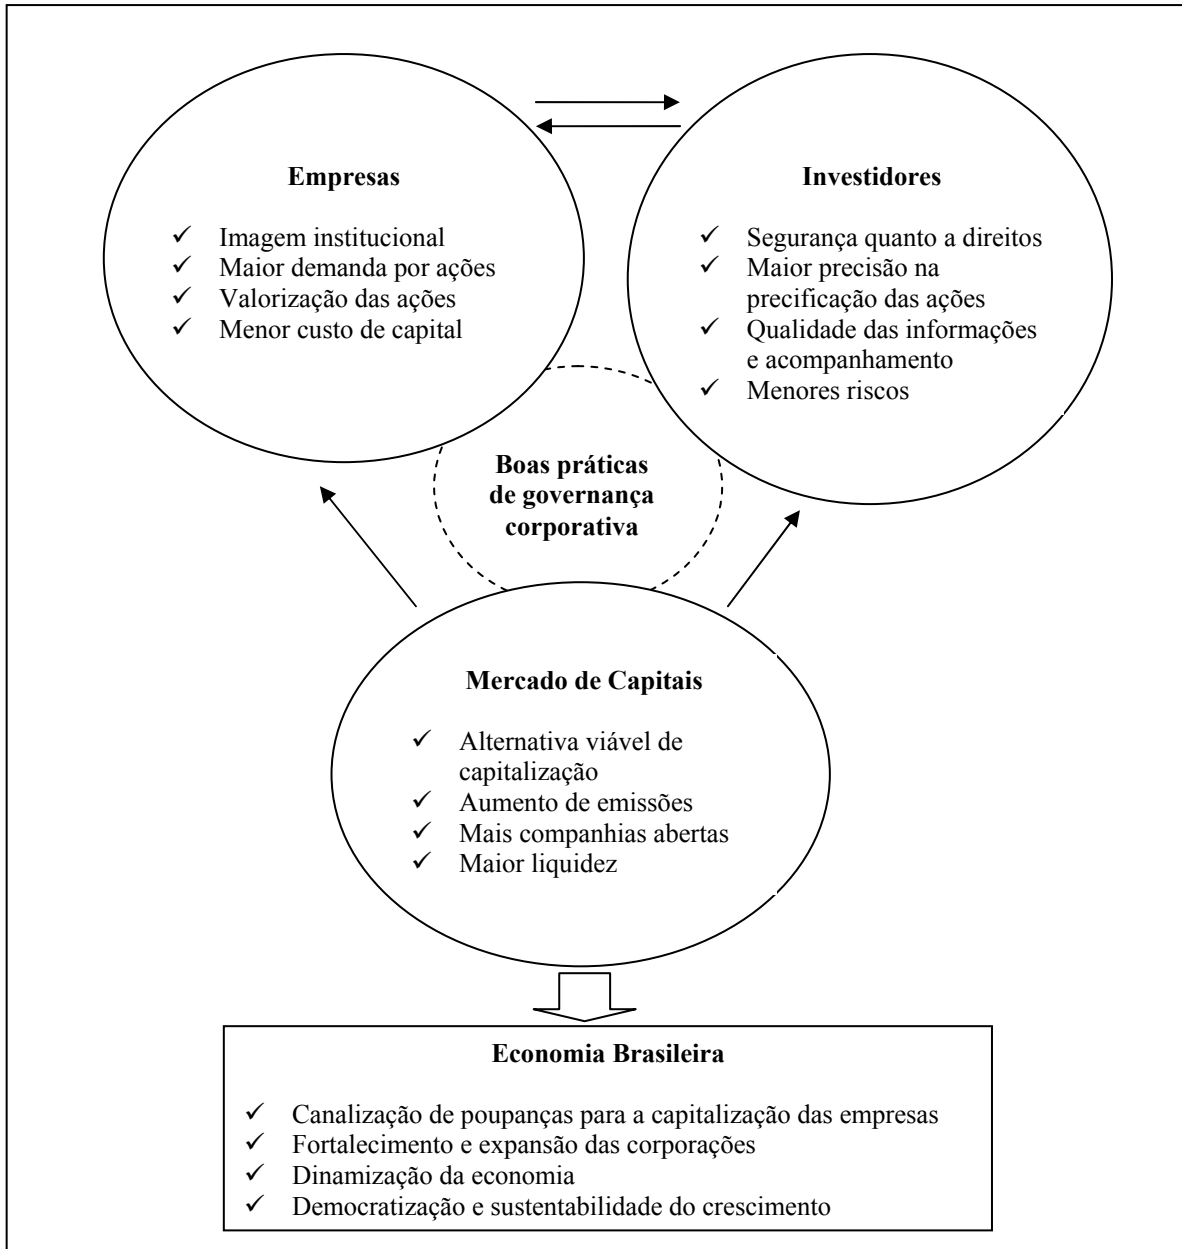 Empresas
✓ Imagem institucional
✓ Maior demanda por ações
✓ Valorização das ações
✓ Menor custo de capital
Investidores
✓ Segurança quanto a direitos
✓ Maior precisão na
precificação das ações
✓ Qualidade das informações
e acompanhamento
✓ Menores riscos
Boas práticas
de governança
corporativa
Mercado de Capitais
✓ Alternativa viável de
capitalização
✓ Aumento de emissões
✓ Mais companhias abertas
✓ Maior liquidez
Economia Brasileira
✓ Canalização de poupanças para a capitalização das empresas
✓ Fortalecimento e expansão das corporações
✓ Dinamização da economia
✓ Democratização e sustentabilidade do crescimento